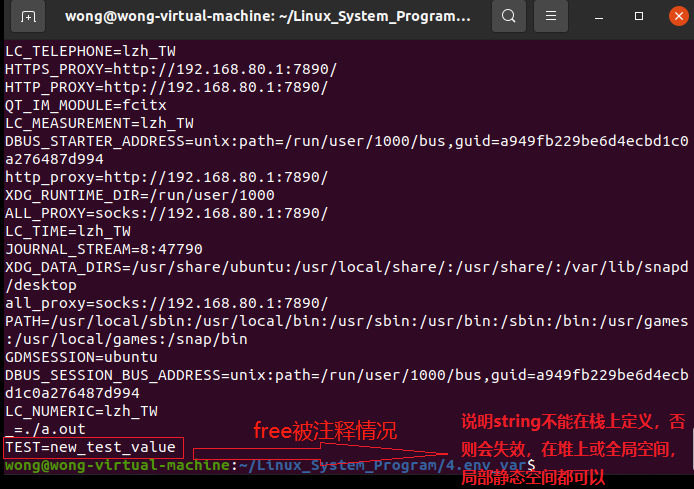 wong@wong-virtual-machine: ~/Linux_System_Program...
LC_TELEPHONE=lzh_TW
HTTPS_PROXY=http://192.168.80.1:7890/
HTTP_PROXY=http://192.168.80.1:7890/
QT_IM_MODULE=fcitx
LC_MEASUREMENT=lzh_TW
DBUS_STARTER_ADDRESS=unix:path=/run/user/1000/bus,guid=a949fb229be6d4ecbd1c0
a276487d994
http_proxy=http://192.168.80.1:7890/
XDG_RUNTIME_DIR=/run/user/1000
ALL_PROXY=socks://192.168.80.1:7890/
LC_TIME=lzh_TW
JOURNAL_STREAM=8:47790
XDG_DATA_DIRS=/usr/share/ubuntu:/usr/local/share/:/usr/share/:/var/lib/snapd
/desktop
all_proxy=socks://192.168.80.1:7890/
PATH=/usr/local/sbin:/usr/local/bin:/usr/sbin:/usr/bin:/sbin:/bin:/usr/games
:/usr/local/games:/snap/bin
GDMSESSION=ubuntu
DBUS_SESSION_BUS_ADDRESS=unix:path=/run/user/1000/bus,guid=a949fb229be6d4ecb
d1c0a276487d994
LC_NUMERIC=lzh_TW
_=./a.out
TEST=new_test_value
wong@wong-virtual-machine:~/Linux_System_Program/4.env_var$
free被注释情况
说明string不能在栈上定义，否
则会失效，在堆上或全局空间，
局部静态空间都可以